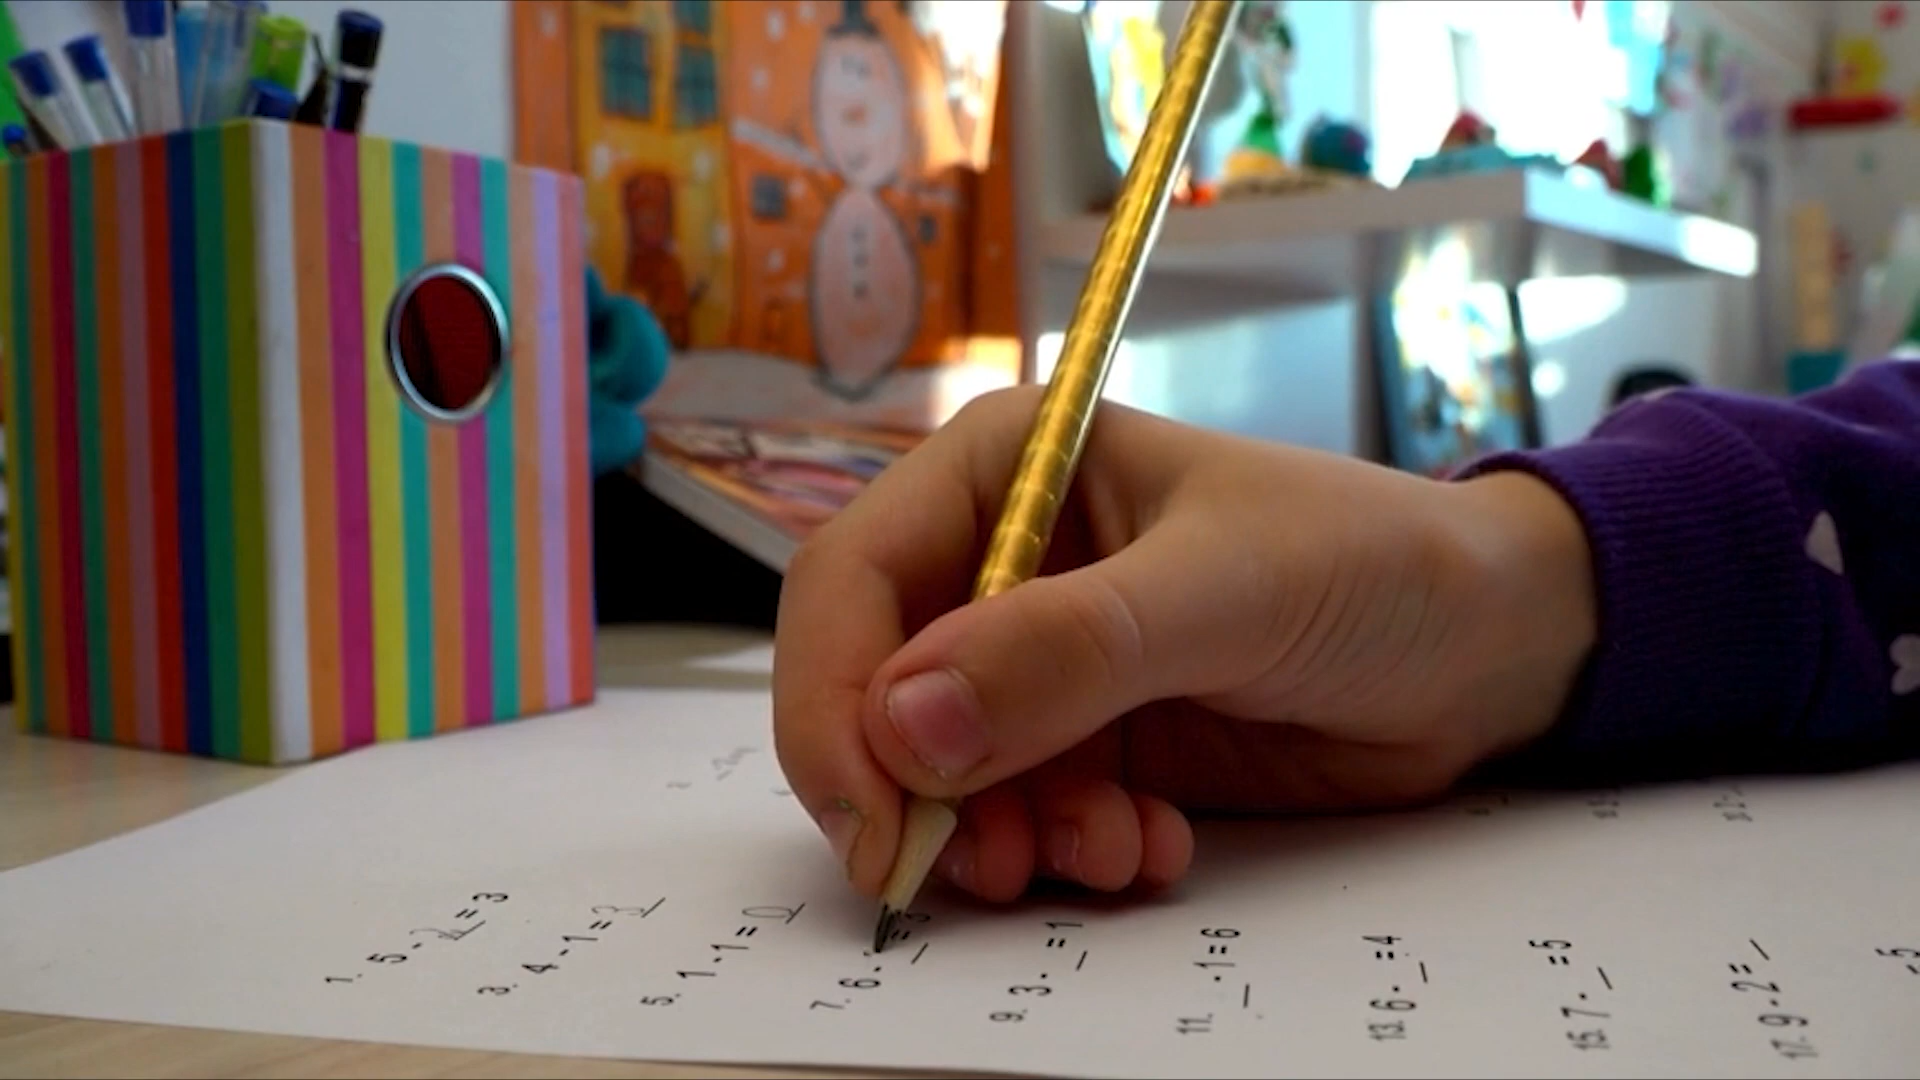 1. 5 - 2 = 3
3. 4 - 1 = 3
5. 1 - 1 = 0
7. 6 - _ = 5
9. 3 - _ = 1
11. _ - 1 = 6
13. 6 - _ = 4
15. 7 - _ = 5
17. 9 - 2 = _